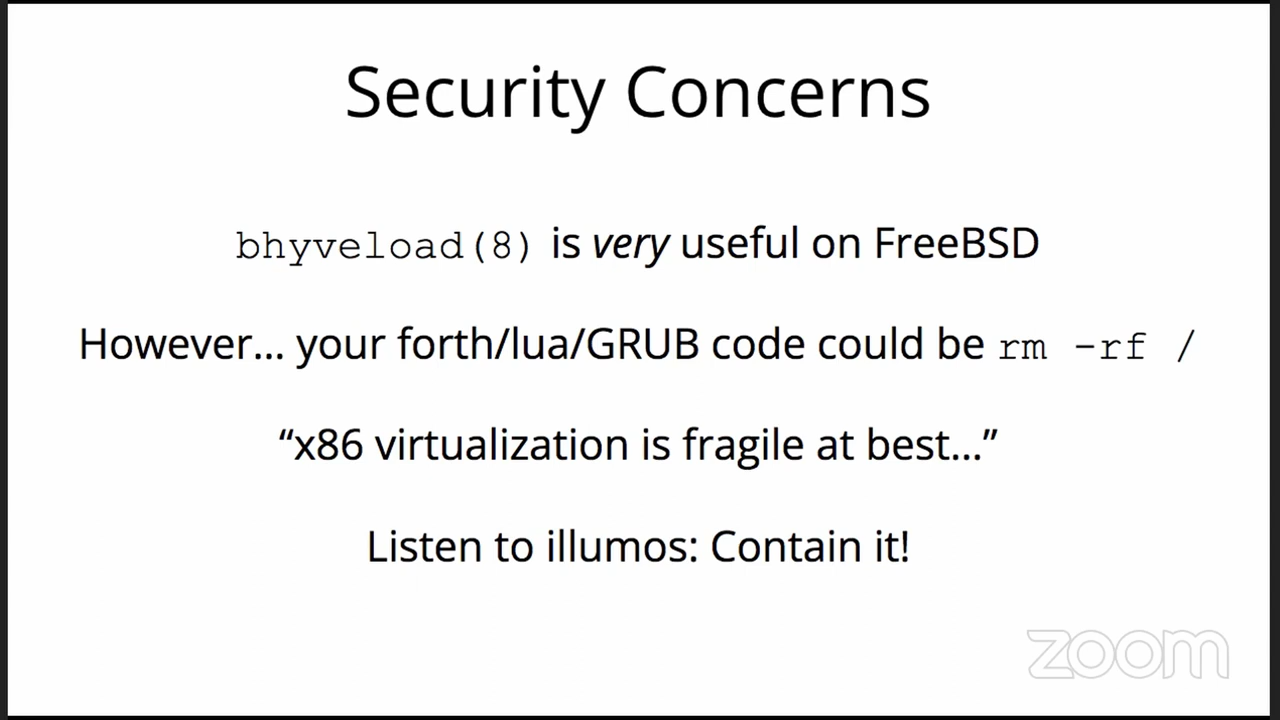 Security Concerns
bhyveload(8) is very useful on FreeBSD
However... your forth/lua/GRUB code could be rm -rf /
“x86 virtualization is fragile at best...”
Listen to illumos: Contain it!
zoom